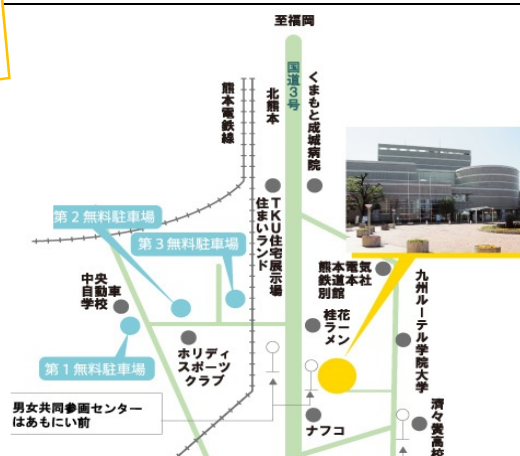 至福岡
国道3号
熊本電鉄線
北熊本
くまもと成城病院
TKU住宅展示場
住まいランド
第2無料駐車場
第3無料駐車場
中央
自動車
学校
第1無料駐車場
ホリデイ
スポーツ
クラブ
熊本電気
鉄道本社
別館
桂花
ラー
メン
九州ルーテル学院大学
男女共同参画センター
はあもにい前
ナフコ
済々黌高校